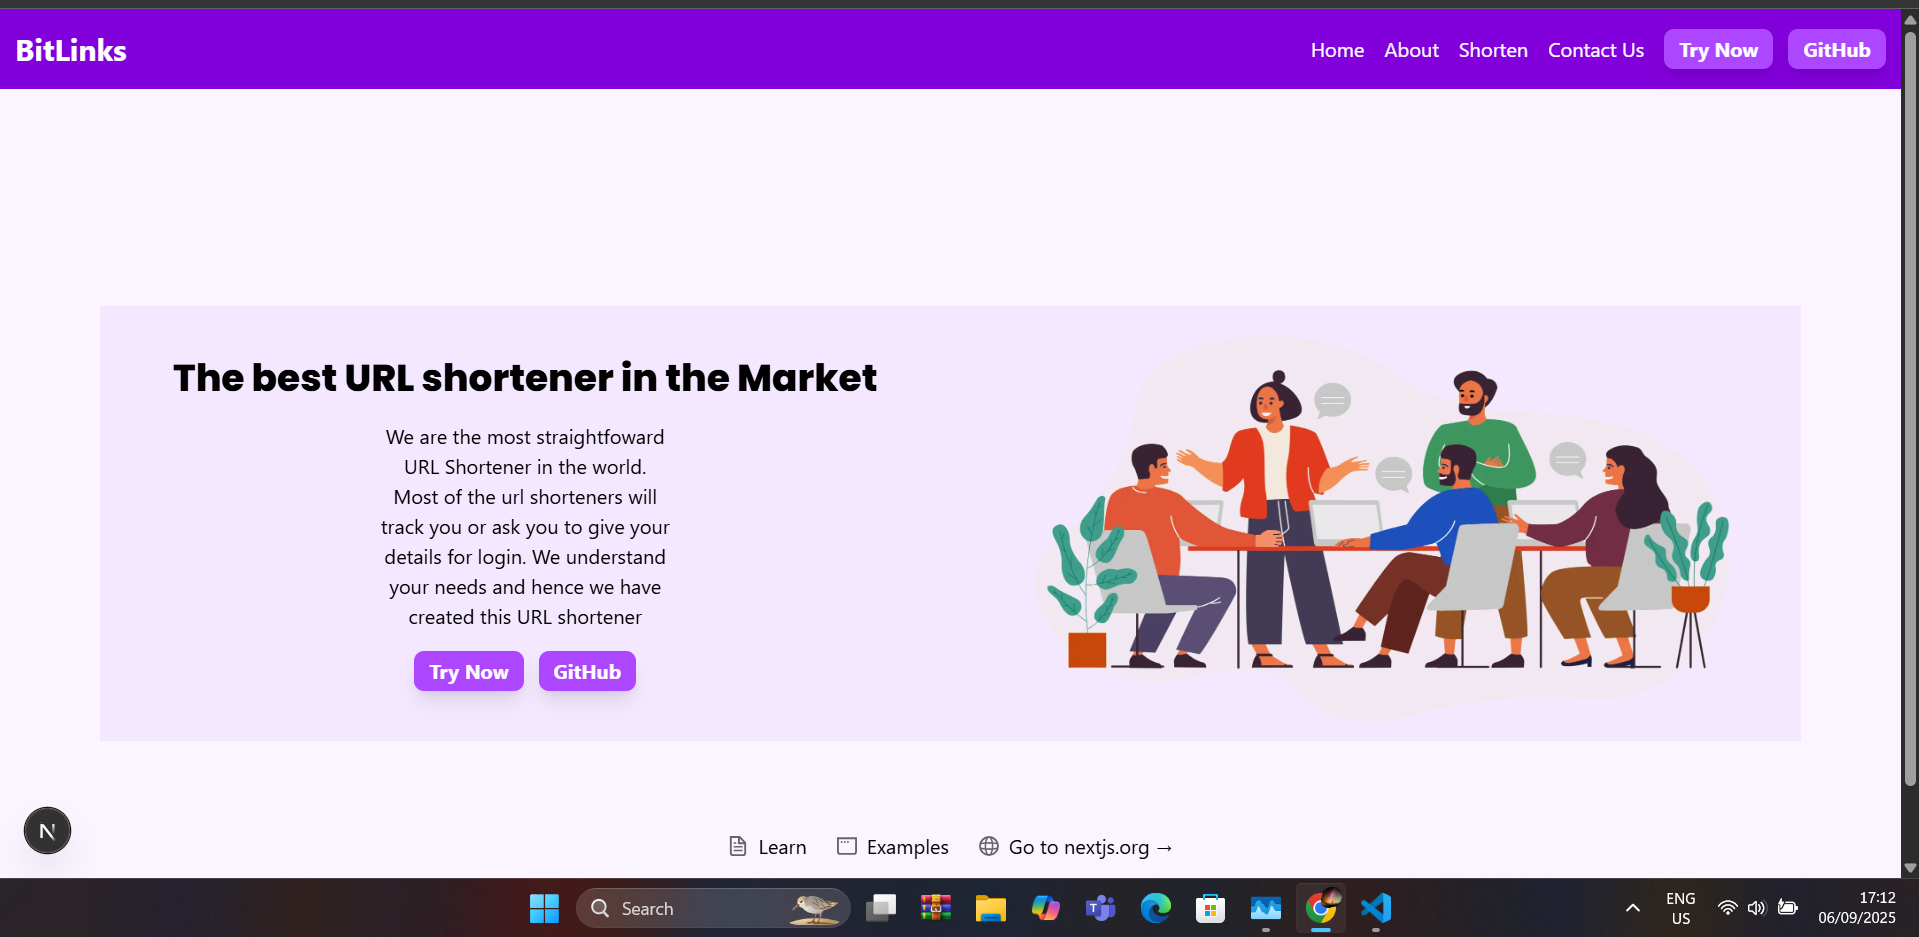 BitLinks
Home About Shorten Contact Us Try Now GitHub
The best URL shortener in the Market
We are the most straightfoward
URL Shortener in the world.
Most of the url shorteners will
track you or ask you to give your
details for login. We understand
your needs and hence we have
created this URL shortener
Try Now GitHub
N
Learn Examples Go to nextjs.org →
Search
ENG
US
17:12
06/09/2025